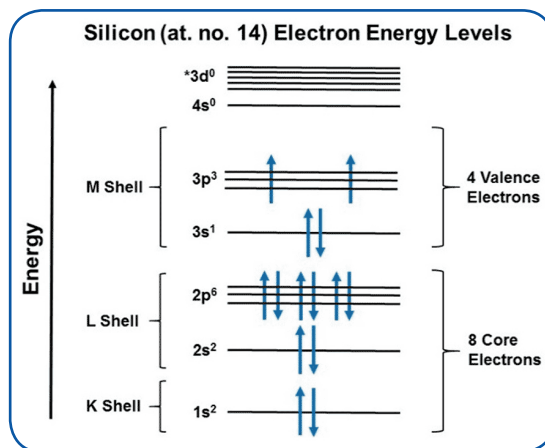 Silicon (at. no. 14) Electron Energy Levels
*3d⁰
4s⁰
M Shell
3p³
3s¹
4 Valence
Electrons
Energy
L Shell
2p⁶
2s²
8 Core
Electrons
K Shell
1s²